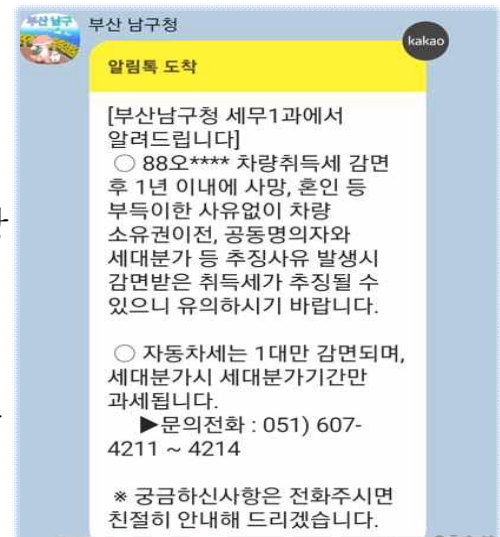 부산 남구
부산 남구청
kakao
알림톡 도착
[부산남구청 세무1과에서
알려드립니다]
○ 88오**** 차량취득세 감면
후 1년 이내에 사망, 혼인 등
부득이한 사유없이 차량
소유권이전, 공동명의자와
세대분가 등 추징사유 발생시
감면받은 취득세가 추징될 수
있으니 유의하시기 바랍니다.
○ 자동차세는 1대만 감면되며,
세대분가시 세대분가기간만
과세됩니다.
▶문의전화 : 051) 607-
4211 ~ 4214
※ 궁금하신사항은 전화주시면
친절히 안내해 드리겠습니다.